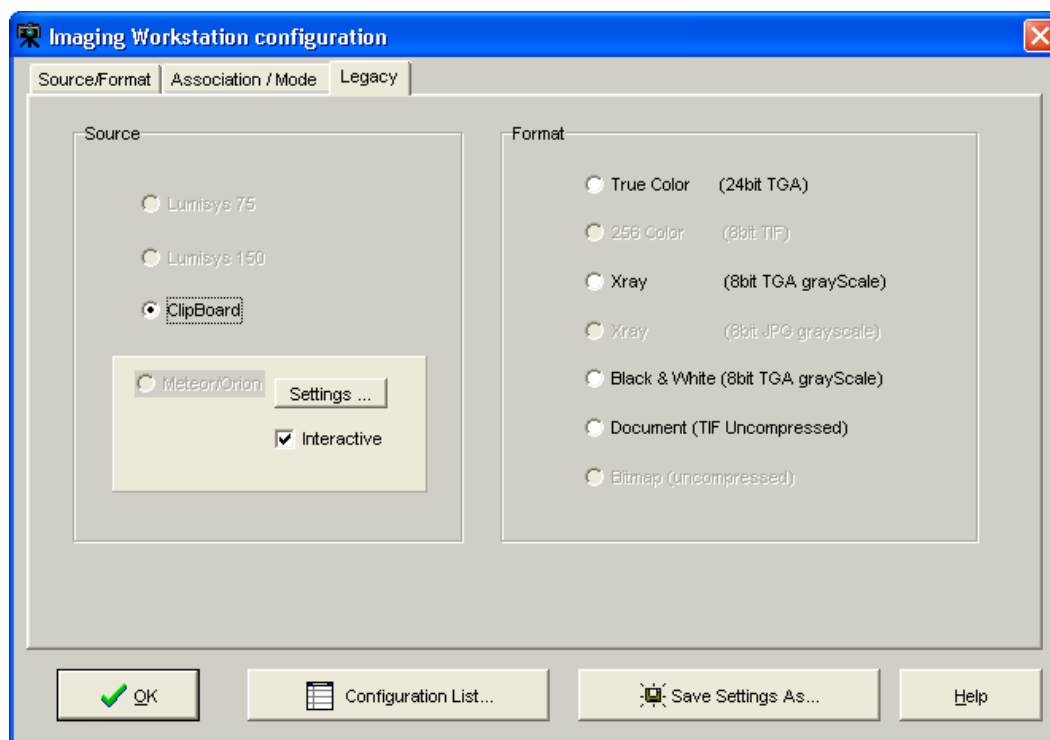 Imaging Workstation configuration
Source/Format
Association / Mode
Legacy
Source
Lumisys 75
Lumisys 150
ClipBoard
Meteor/Orion
Settings ...
Interactive
Format
True Color (24bit TGA)
256 Color (8bit TIF)
Xray (8bit TGA grayScale)
Xray (8bit JPG grayscale)
Black & White (8bit TGA grayScale)
Document (TIF Uncompressed)
Bitmap (uncompressed)
OK
Configuration List...
Save Settings As...
Help